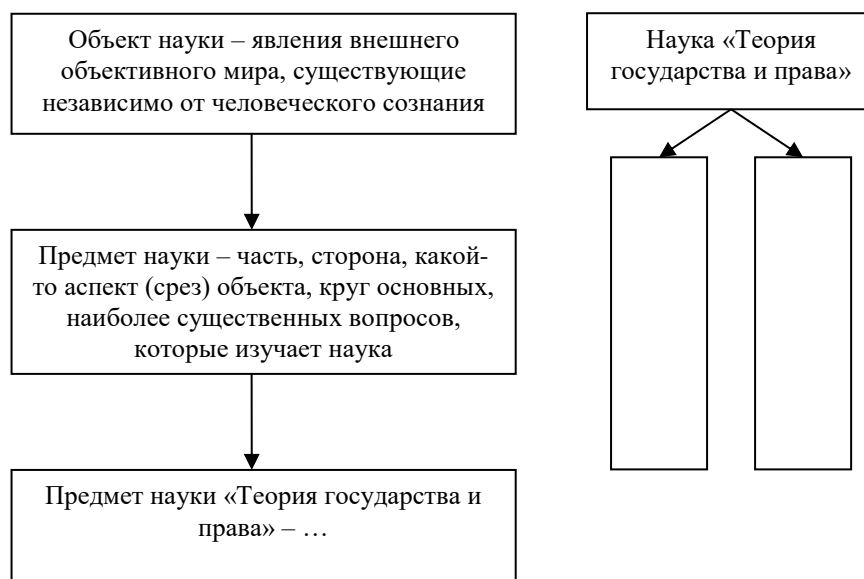 Объект науки – явления внешнего
объективного мира, существующие
независимо от человеческого сознания
Наука «Теория
государства и права»
Предмет науки – часть, сторона, какой-
то аспект (срез) объекта, круг основных,
наиболее существенных вопросов,
которые изучает наука
Предмет науки «Теория государства и
права» – …